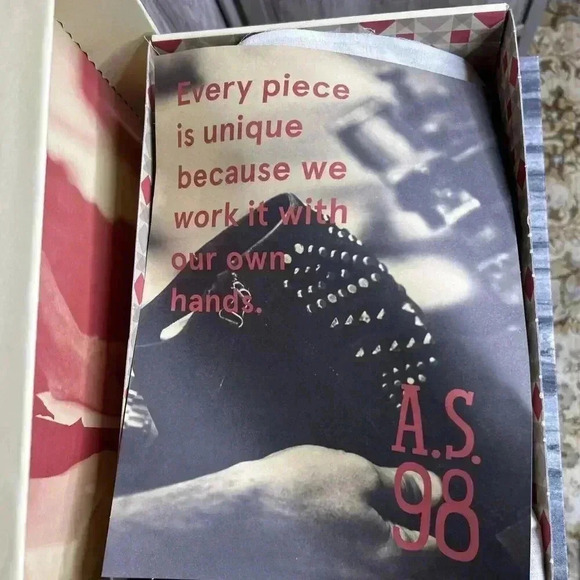 Every piece
is unique
because we
work it with
our own
hands.
A.S.
98